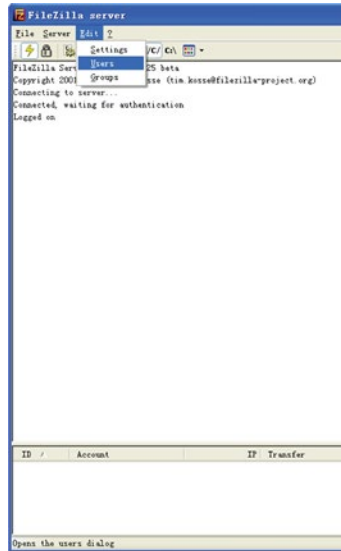 FileZilla server
File Server Edit ?
Settings
Users
Groups
/C/ C:\
FileZilla Ser
25 beta
Copyright 2001
sse (tim.kosse@filezilla-project.org)
Connecting to server...
Connected, waiting for authentication
Logged on
ID / Account IP Transfer
Opens the users dialog